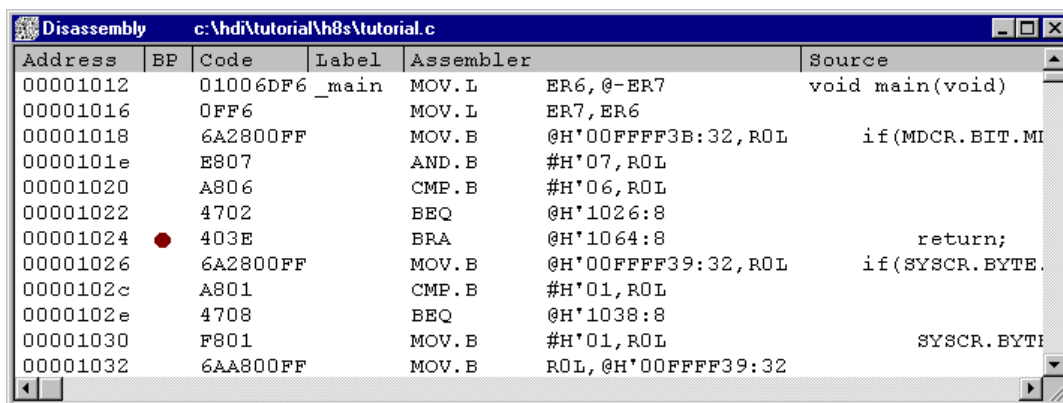 Disassembly c:\hdi\tutorial\h8s\tutorial.c
Address BP Code Label Assembler Source
00001012 01006DF6 _main MOV.L ER6,@-ER7 void main(void)
00001016 0FF6 MOV.L ER7,ER6
00001018 6A2800FF MOV.B @H'00FFFF3B:32,R0L if(MDCR.BIT.MD
0000101e E807 AND.B #H'07,R0L
00001020 A806 CMP.B #H'06,R0L
00001022 4702 BEQ @H'1026:8
00001024 403E BRA @H'1064:8 return;
00001026 6A2800FF MOV.B @H'00FFFF39:32,R0L if(SYSCR.BYTE.
0000102c A801 CMP.B #H'01,R0L
0000102e 4708 BEQ @H'1038:8
00001030 F801 MOV.B #H'01,R0L SYSCR.BYTE
00001032 6AA800FF MOV.B R0L,@H'00FFFF39:32